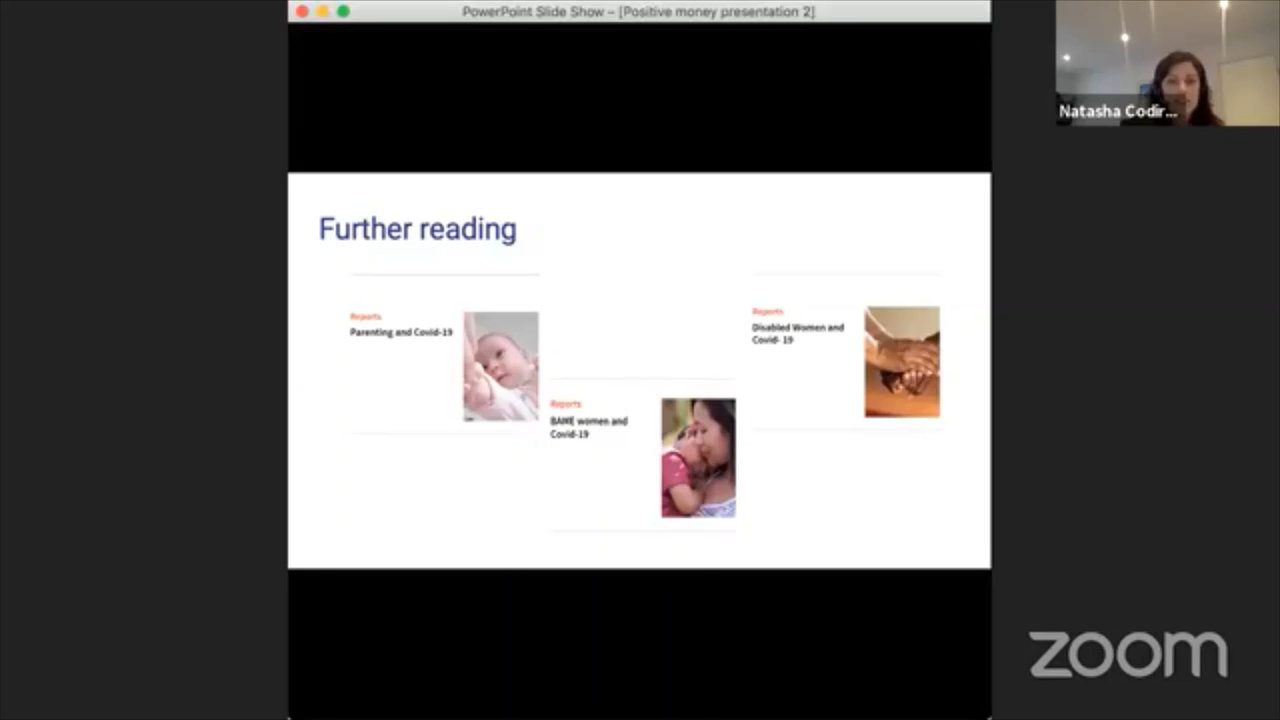 PowerPoint Slide Show – [Positive money presentation 2]
Natasha Codir...
Further reading
Reports
Parenting and Covid-19
Reports
BAME women and
Covid-19
Reports
Disabled Women and
Covid- 19
zoom